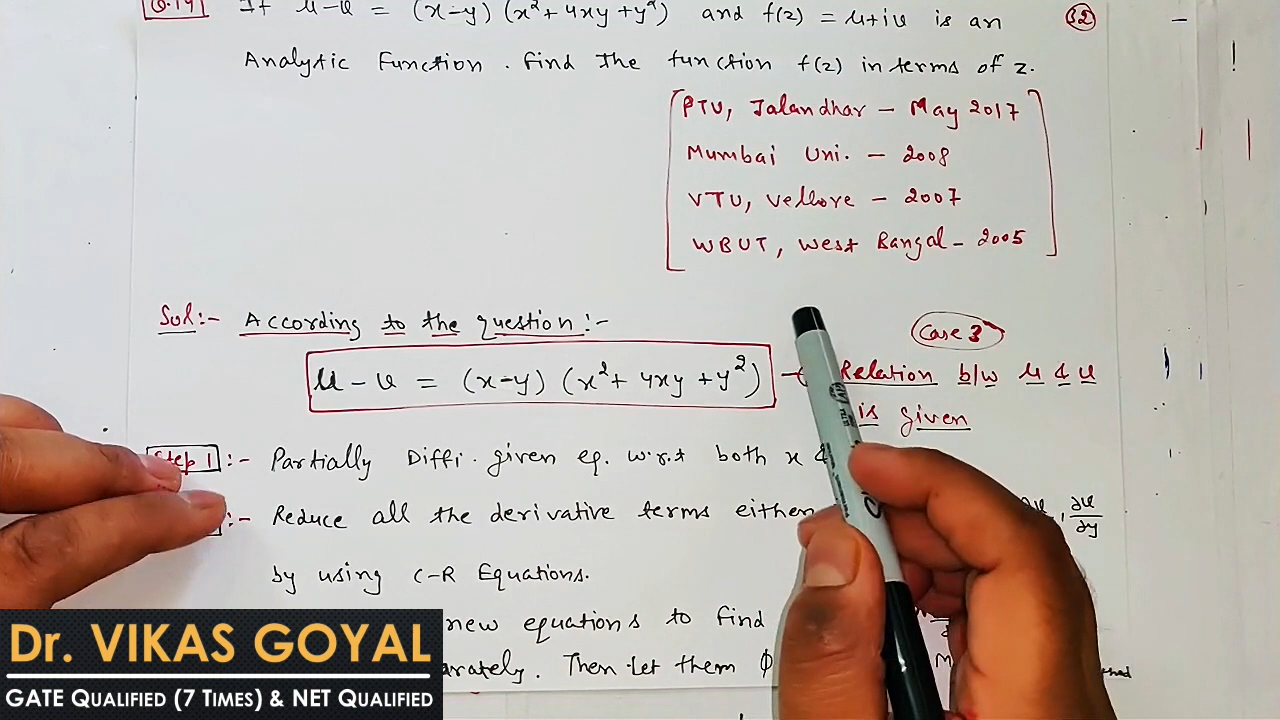 Q.14 If u-v = (x-y) (x²+4xy+y²) and f(z) = u+iv is an 32
Analytic Function. Find the function f(z) in terms of z.
PTU, Jalandhar - May 2017
Mumbai Uni. - 2008
VTU, Vellore - 2007
WBUT, West Bangal - 2005
Sol:- According to the question:-
Case 3
u - v = (x-y) (x²+4xy+y²) Relation b/w u & v
is given
Step 1 :- Partially Diffi. given eq. w.r.t both x &
:- Reduce all the derivative terms either , ∂v/∂y
by using C-R Equations.
new equations to find
Then let them φ
Dr. VIKAS GOYAL
GATE QUALIFIED (7 TIMES) & NET QUALIFIED